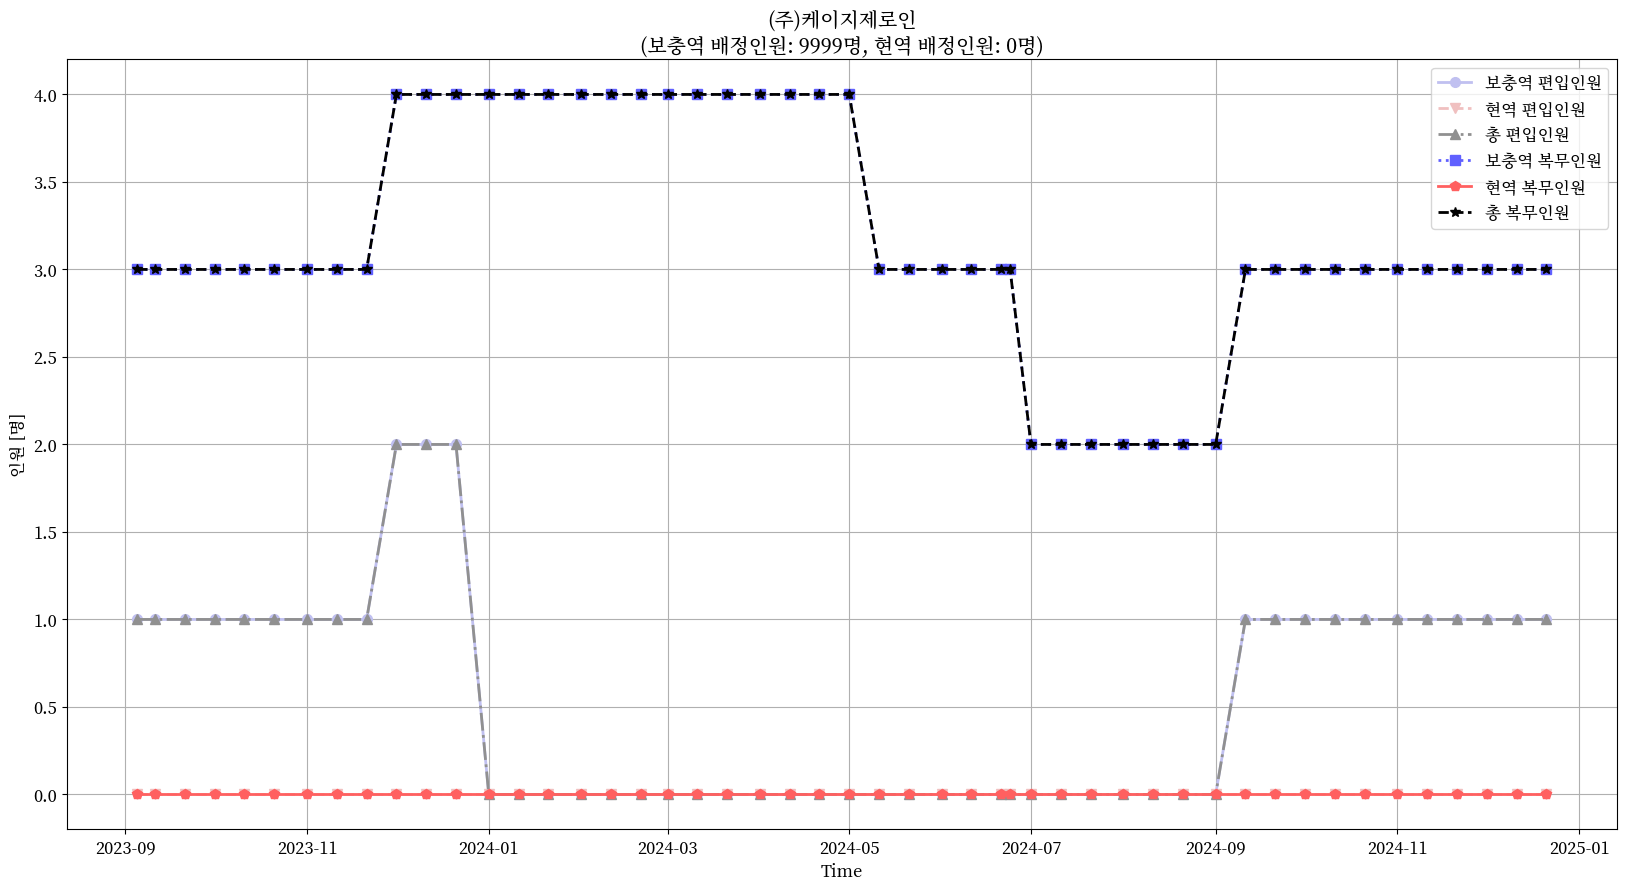 (주)케이지제로인
(보충역 배정인원: 9999명, 현역 배정인원: 0명)
보충역 편입인원
현역 편입인원
총 편입인원
보충역 복무인원
현역 복무인원
총 복무인원
인원 [명]
4.0
3.5
3.0
2.5
2.0
1.5
1.0
0.5
0.0
2023-09
2023-11
2024-01
2024-03
2024-05
2024-07
2024-09
2024-11
2025-01
Time